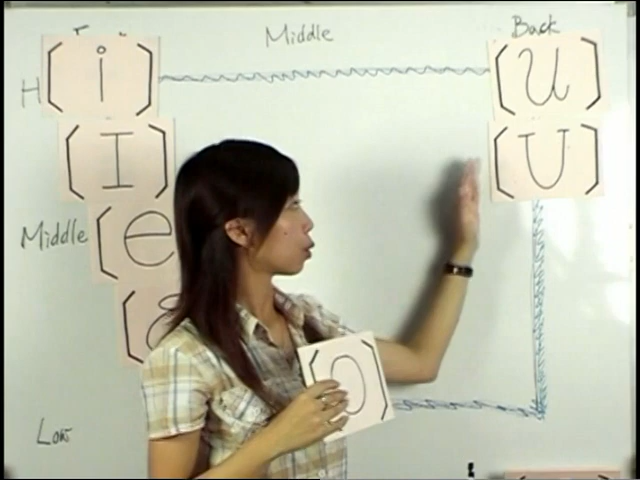 Middle Back
H [i] [u]
[I] [U]
Middle [e
[o]
Low